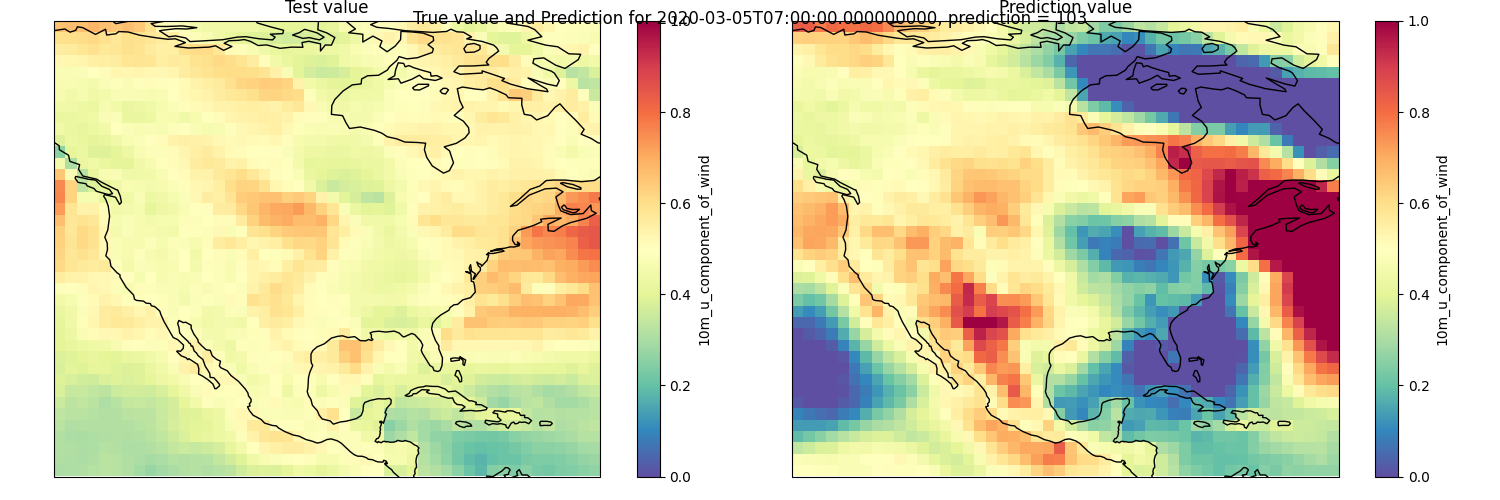 Test value
Prediction value
True value and Prediction for 2020-03-05T07:00:00.000000000, prediction = 103
1.0
0.8
0.6
0.4
0.2
0.0
10m_u_component_of_wind
1.0
0.8
0.6
0.4
0.2
0.0
10m_u_component_of_wind